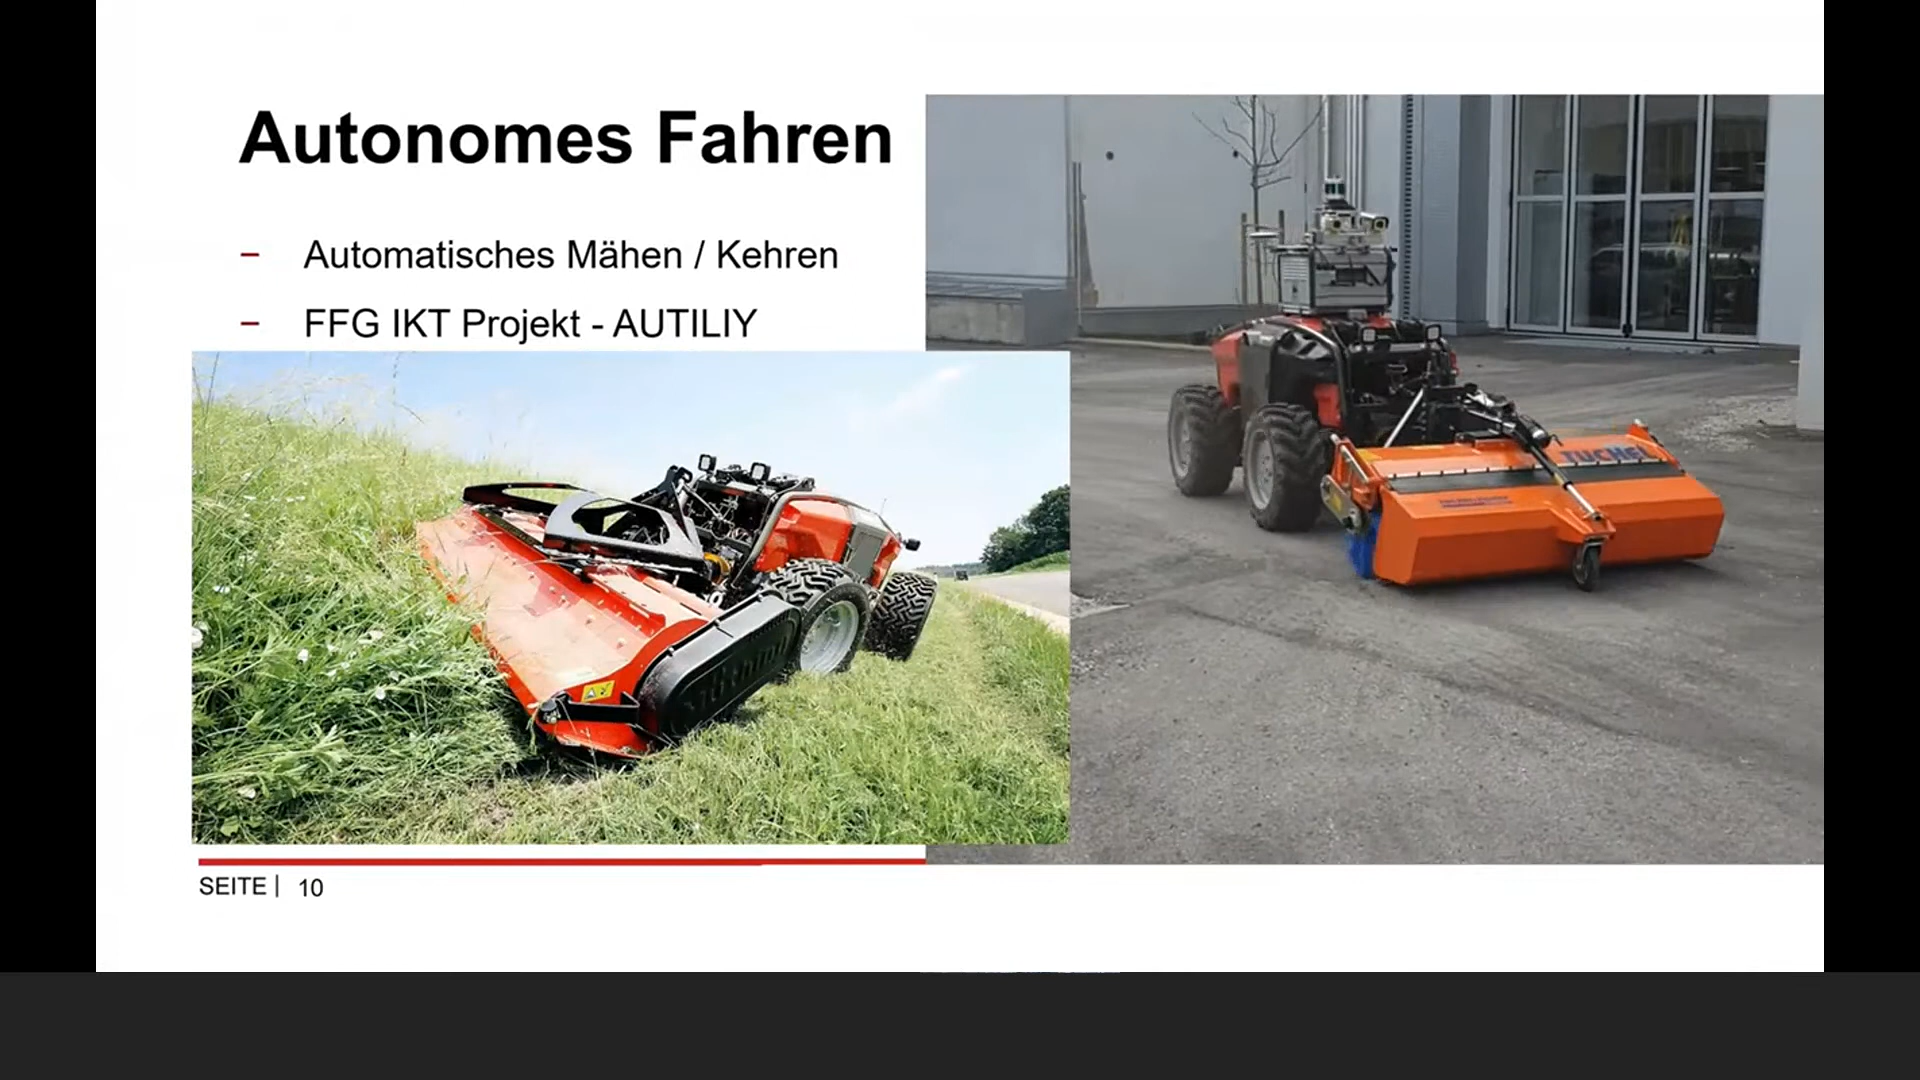 Autonomes Fahren
– Automatisches Mähen / Kehren
– FFG IKT Projekt - AUTILIY
TUCHEL
SEITE | 10